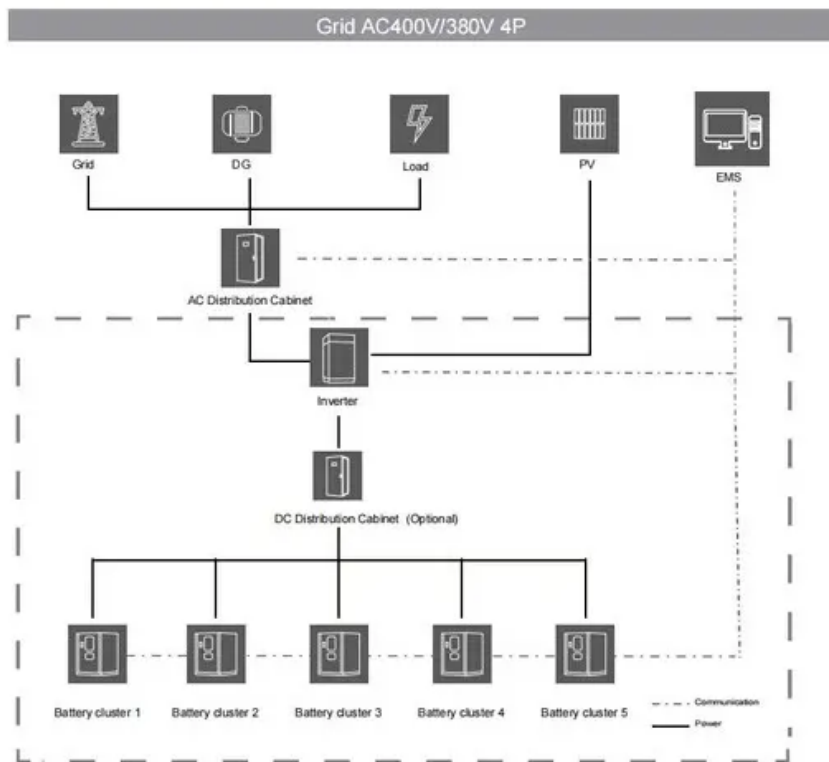 Grid AC400V/380V 4P
Grid
DG
Load
PV
EMS
AC Distribution Cabinet
Inverter
DC Distribution Cabinet (Optional)
Battery cluster 1
Battery cluster 2
Battery cluster 3
Battery cluster 4
Battery cluster 5
Communication
Power